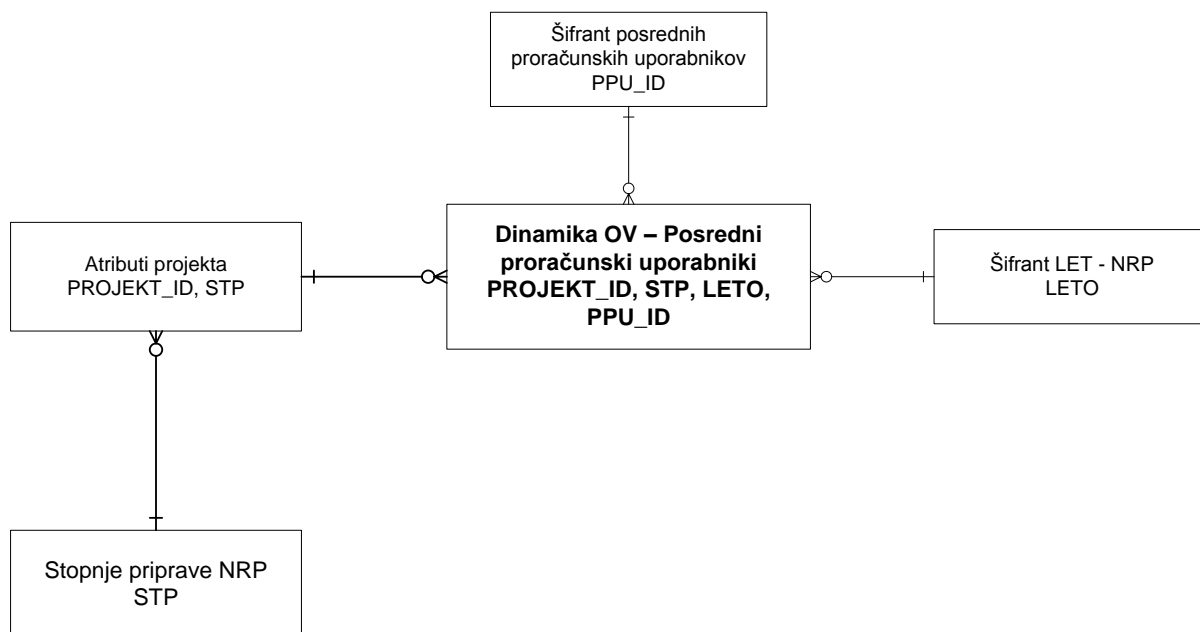 Šifrant posrednih
proračunskih uporabnikov
PPU_ID
Dinamika OV – Posredni
proračunski uporabniki
PROJEKT_ID, STP, LETO,
PPU_ID
Atributi projekta
PROJEKT_ID, STP
Šifrant LET - NRP
LETO
Stopnje priprave NRP
STP